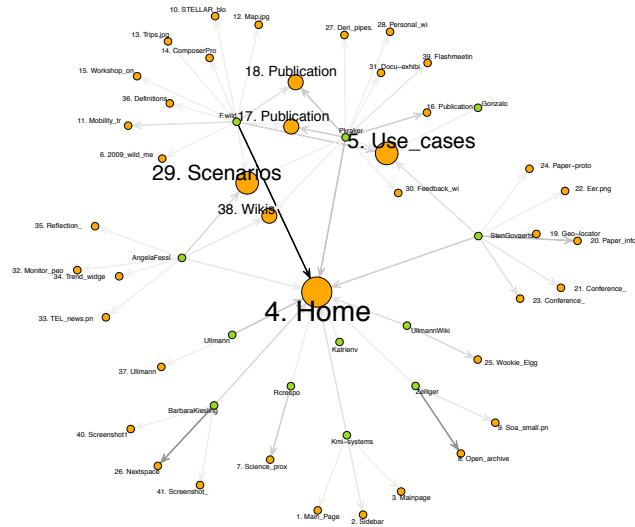 10. STELLAR_blo
12. Map.jpg
13. Trips.jpg
27. Deri_pipes.
28. Personal_wi
14. ComposerPro
39. Flashmeetin
15. Workshop_on
18. Publication
31. Docu-exhibi
36. Definitions
16. Publication
Gonzalo
11. Mobility_tr
F.wild
17. Publication
Pkraker
5. Use_cases
6. 2009_wild_me
24. Paper-proto
29. Scenarios
30. Feedback_wi
22. Eer.png
38. Wikis
35. Reflection_
StenGovaerts
19. Geo-locator
20. Paper_info
AngelaFessl
32. Monitor_peo
34. Trend_widge
21. Conference_
23. Conference_
33. TEL_news.pn
4. Home
Ullmann
UllmannWiki
Katrienv
25. Wookie_Elgg
37. Ullmann
Rcrespo
Zeiliger
BarbaraKiesling
9. Soa_small.pn
40. Screenshot1
Kmi-systems
8. Open_archive
26. Nextspace
7. Science_prox
41. Screenshot_
3. Mainpage
1. Main_Page
2. Sidebar